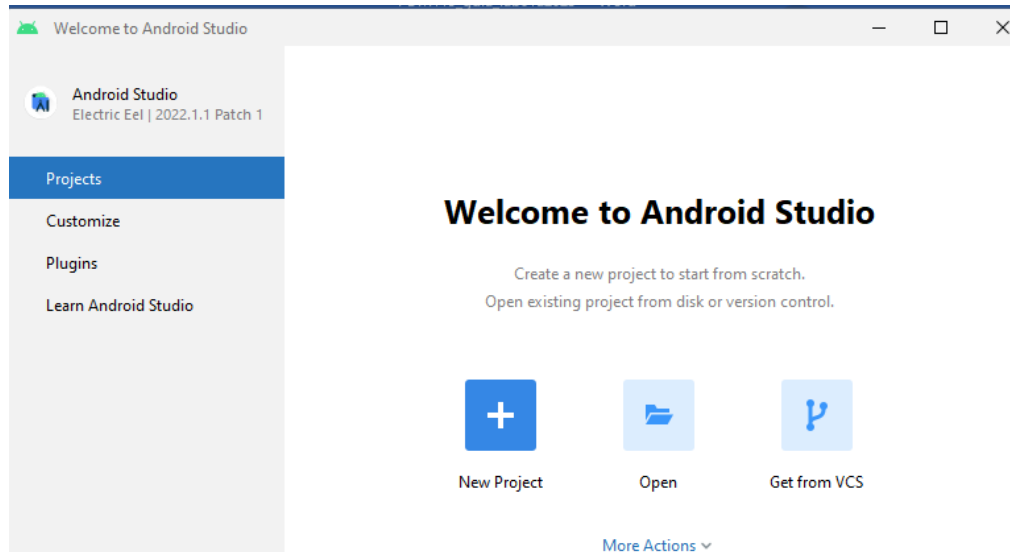 Welcome to Android Studio
Android Studio
Electric Eel | 2022.1.1 Patch 1
Projects
Customize
Plugins
Learn Android Studio
Welcome to Android Studio
Create a new project to start from scratch.
Open existing project from disk or version control.
New Project
Open
Get from VCS
More Actions